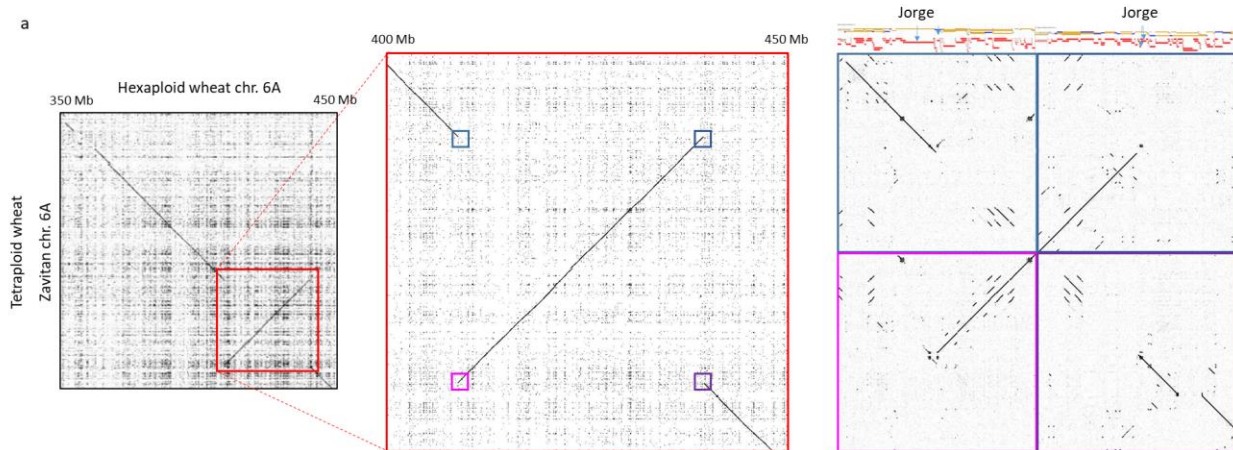 a
Hexaploid wheat chr. 6A
350 Mb
450 Mb
Tetraploid wheat
Zavitan chr. 6A
400 Mb
450 Mb
Jorge
Jorge